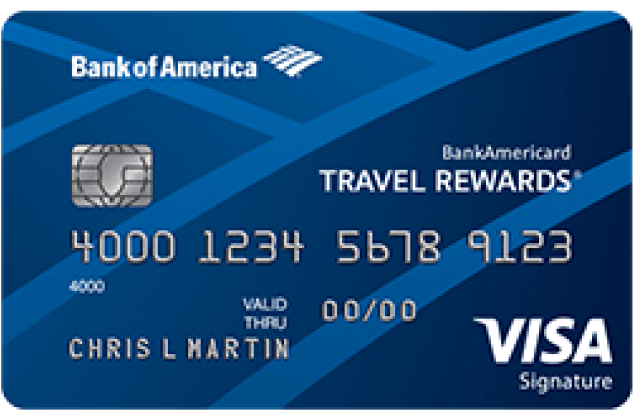 Bank of America
BankAmericard
TRAVEL REWARDS®
4000 1234 5678 9123
4000
VALID
THRU
00/00
CHRIS L MARTIN
VISA
Signature